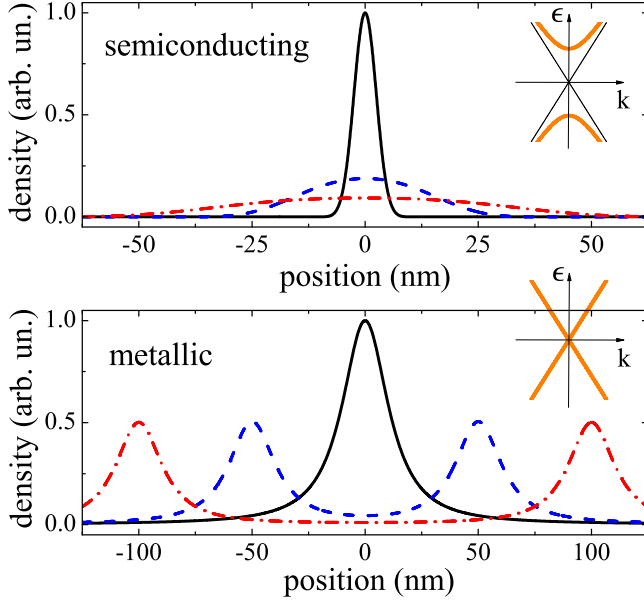 1.0
0.5
0.0
density (arb. un.)
semiconducting
ϵ
k
-50
-25
0
25
50
position (nm)
1.0
0.5
0.0
density (arb. un.)
metallic
ϵ
k
-100
-50
0
50
100
position (nm)